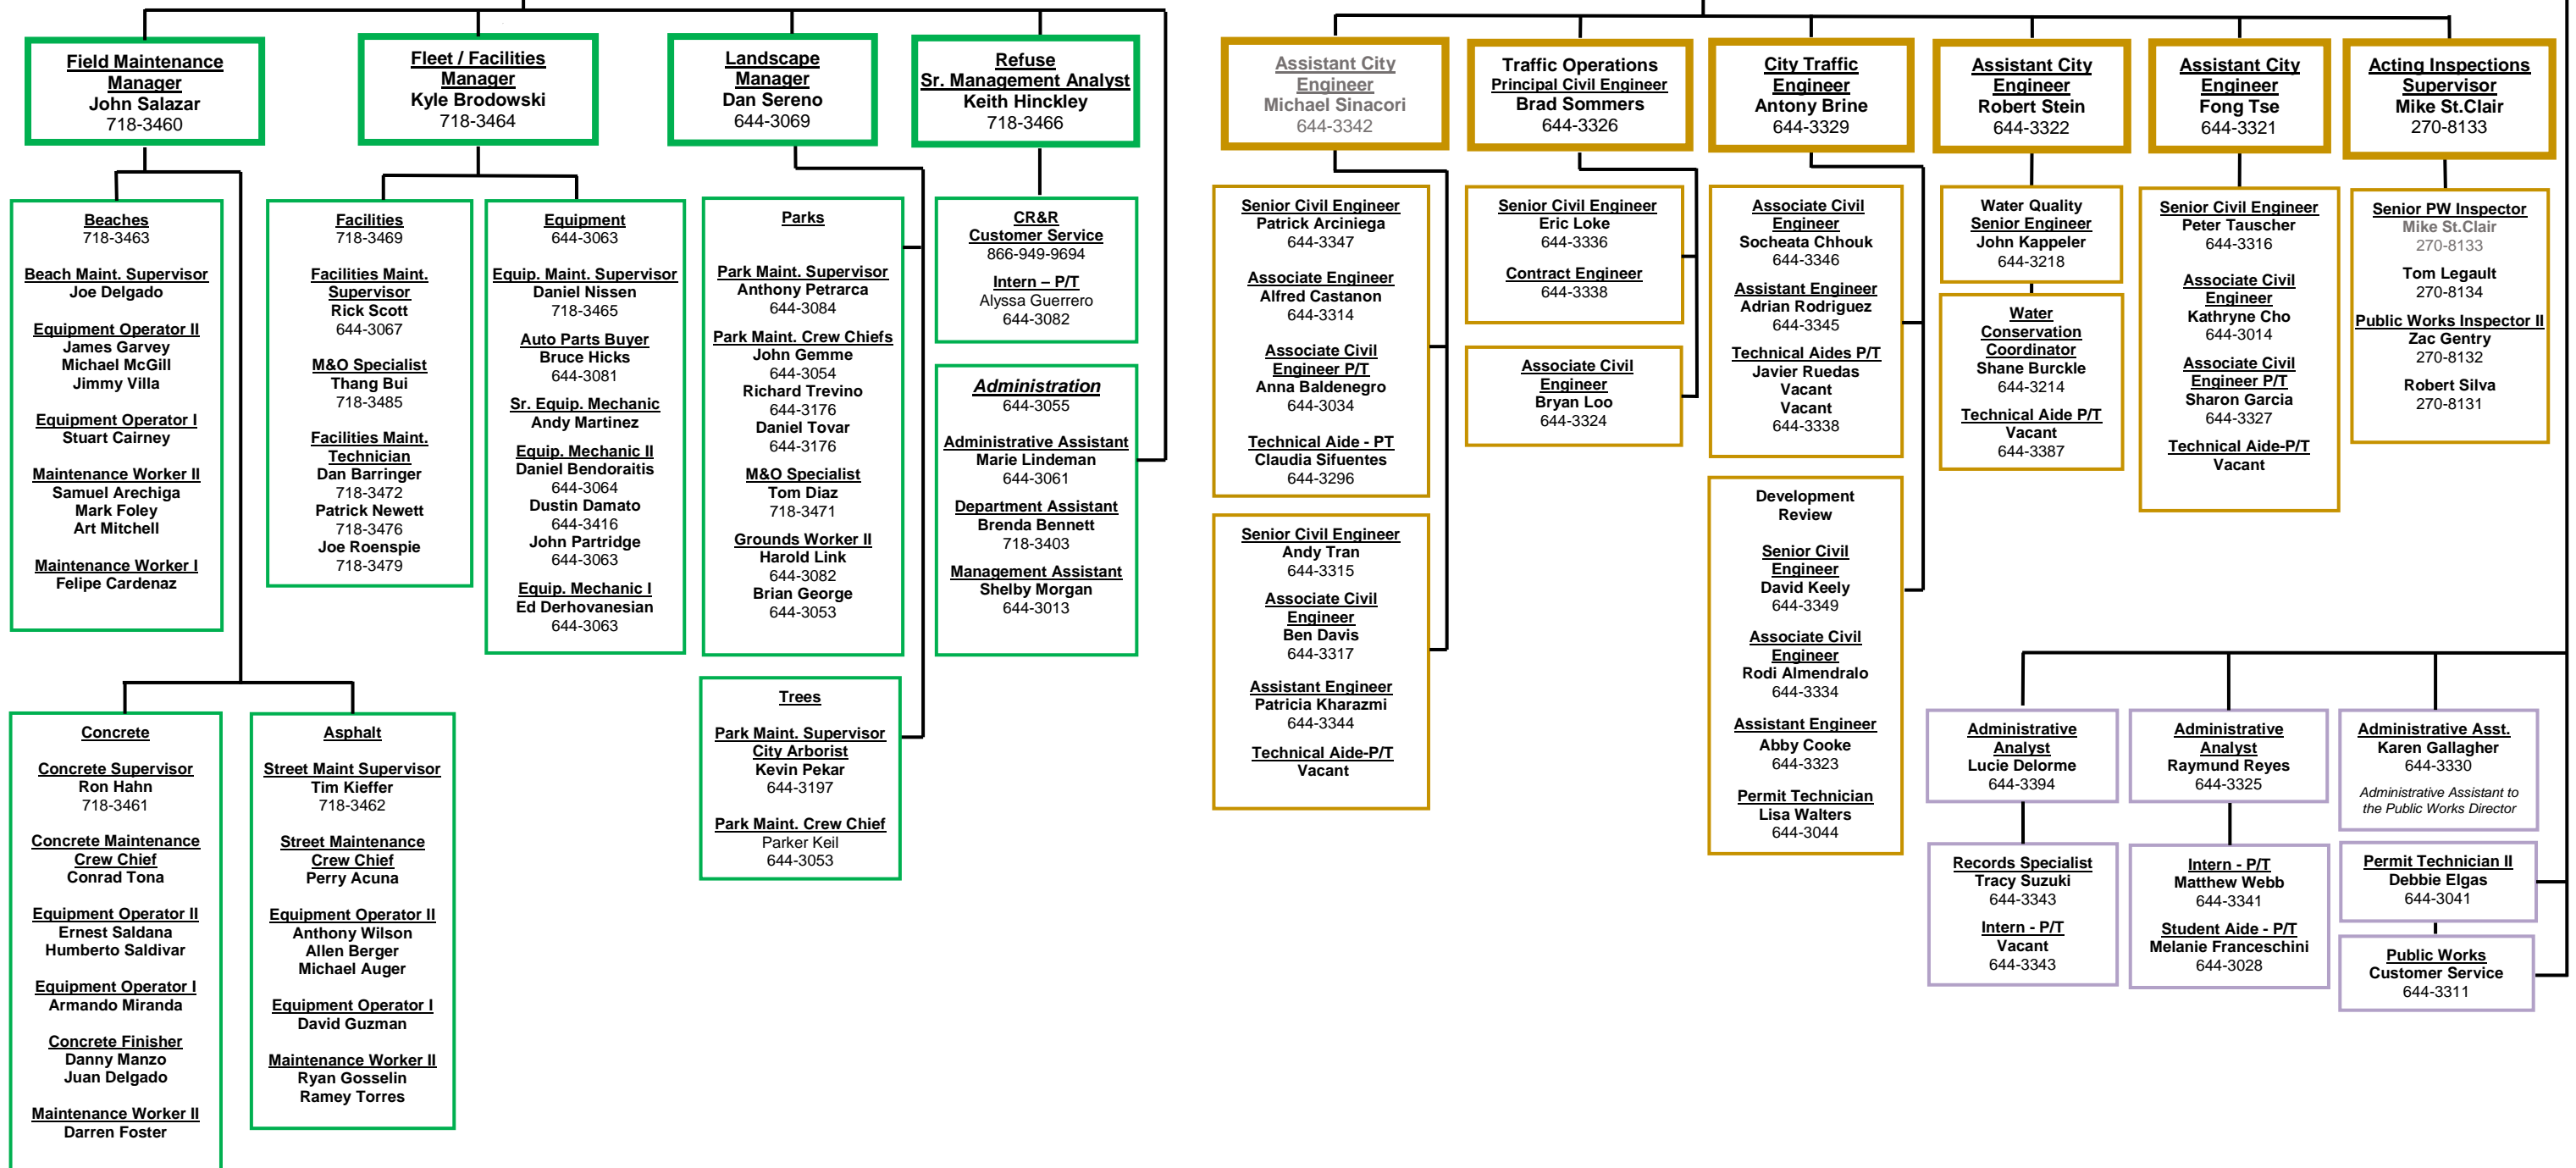 Field Maintenance
Manager
John Salazar
718-3460
Fleet / Facilities
Manager
Kyle Brodowski
718-3464
Landscape
Manager
Dan Sereno
644-3069
Refuse
Sr. Management Analyst
Keith Hinckley
718-3466
Assistant City
Engineer
Michael Sinacori
644-3342
Traffic Operations
Principal Civil Engineer
Brad Sommers
644-3326
City Traffic
Engineer
Antony Brine
644-3329
Assistant City
Engineer
Robert Stein
644-3322
Assistant City
Engineer
Fong Tse
644-3321
Acting Inspections
Supervisor
Mike St.Clair
270-8133
Beaches
718-3463
Beach Maint. Supervisor
Joe Delgado
Equipment Operator II
James Garvey
Michael McGill
Jimmy Villa
Equipment Operator I
Stuart Cairney
Maintenance Worker II
Samuel Arechiga
Mark Foley
Art Mitchell
Maintenance Worker I
Felipe Cardenaz
Facilities
718-3469
Facilities Maint.
Supervisor
Rick Scott
644-3067
M&O Specialist
Thang Bui
718-3485
Facilities Maint.
Technician
Dan Barringer
718-3472
Patrick Newett
718-3476
Joe Roenspie
718-3479
Equipment
644-3063
Equip. Maint. Supervisor
Daniel Nissen
718-3465
Auto Parts Buyer
Bruce Hicks
644-3081
Sr. Equip. Mechanic
Andy Martinez
Equip. Mechanic II
Daniel Bendoraitis
644-3064
Dustin Damato
644-3416
John Partridge
644-3063
Equip. Mechanic I
Ed Derhovanesian
644-3063
Parks
Park Maint. Supervisor
Anthony Petrarca
644-3084
Park Maint. Crew Chiefs
John Gemme
644-3054
Richard Trevino
644-3176
Daniel Tovar
644-3176
M&O Specialist
Tom Diaz
718-3471
Grounds Worker II
Harold Link
644-3082
Brian George
644-3053
CR&R
Customer Service
866-949-9694
Intern – P/T
Alyssa Guerrero
644-3082
Administration
644-3055
Administrative Assistant
Marie Lindeman
644-3061
Department Assistant
Brenda Bennett
718-3403
Management Assistant
Shelby Morgan
644-3013
Trees
Park Maint. Supervisor
City Arborist
Kevin Pekar
644-3197
Park Maint. Crew Chief
Parker Keil
644-3053
Concrete
Concrete Supervisor
Ron Hahn
718-3461
Concrete Maintenance
Crew Chief
Conrad Tona
Equipment Operator II
Ernest Saldana
Humberto Saldivar
Equipment Operator I
Armando Miranda
Concrete Finisher
Danny Manzo
Juan Delgado
Maintenance Worker II
Darren Foster
Asphalt
Street Maint Supervisor
Tim Kieffer
718-3462
Street Maintenance
Crew Chief
Perry Acuna
Equipment Operator II
Anthony Wilson
Allen Berger
Michael Auger
Equipment Operator I
David Guzman
Maintenance Worker II
Ryan Gosselin
Ramey Torres
Senior Civil Engineer
Patrick Arciniega
644-3347
Associate Engineer
Alfred Castanon
644-3314
Associate Civil
Engineer P/T
Anna Baldenegro
644-3034
Technical Aide - PT
Claudia Sifuentes
644-3296
Senior Civil Engineer
Andy Tran
644-3315
Associate Civil
Engineer
Ben Davis
644-3317
Assistant Engineer
Patricia Kharazmi
644-3344
Technical Aide-P/T
Vacant
Senior Civil Engineer
Eric Loke
644-3336
Contract Engineer
644-3338
Associate Civil
Engineer
Bryan Loo
644-3324
Associate Civil
Engineer
Socheata Chhouk
644-3346
Assistant Engineer
Adrian Rodriguez
644-3345
Technical Aides P/T
Javier Ruedas
Vacant
Vacant
644-3338
Development
Review
Senior Civil
Engineer
David Keely
644-3349
Associate Civil
Engineer
Rodi Almendralo
644-3334
Assistant Engineer
Abby Cooke
644-3323
Permit Technician
Lisa Walters
644-3044
Water Quality
Senior Engineer
John Kappeler
644-3218
Water
Conservation
Coordinator
Shane Burckle
644-3214
Technical Aide P/T
Vacant
644-3387
Senior Civil Engineer
Peter Tauscher
644-3316
Associate Civil
Engineer
Kathryne Cho
644-3014
Associate Civil
Engineer P/T
Sharon Garcia
644-3327
Technical Aide-P/T
Vacant
Senior PW Inspector
Mike St.Clair
270-8133
Tom Legault
270-8134
Public Works Inspector II
Zac Gentry
270-8132
Robert Silva
270-8131
Administrative
Analyst
Lucie Delorme
644-3394
Records Specialist
Tracy Suzuki
644-3343
Intern - P/T
Vacant
644-3343
Administrative
Analyst
Raymund Reyes
644-3325
Intern - P/T
Matthew Webb
644-3341
Student Aide - P/T
Melanie Franceschini
644-3028
Administrative Asst.
Karen Gallagher
644-3330
Administrative Assistant to
the Public Works Director
Permit Technician II
Debbie Elgas
644-3041
Public Works
Customer Service
644-3311